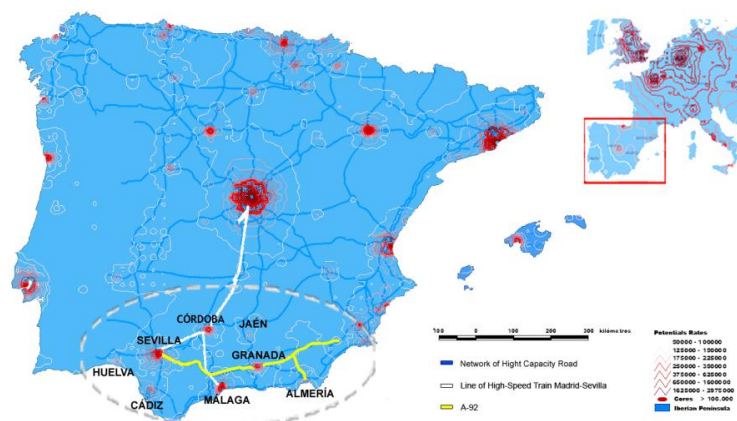 CÓRDOBA
JAÉN
SEVILLA
GRANADA
HUELVA
MÁLAGA
ALMERÍA
CÁDIZ
100 0 100 200 300 kilómetres
Network of Hight Capacity Road
Line of High-Speed Train Madrid-Sevilla
A-92
Potentials Rates
50000 - 100000
125000 - 150000
175000 - 225000
250000 - 350000
375000 - 625000
650000 - 1600000
1625000 - 2975000
Cores > 100.000
Iberian Peninsula